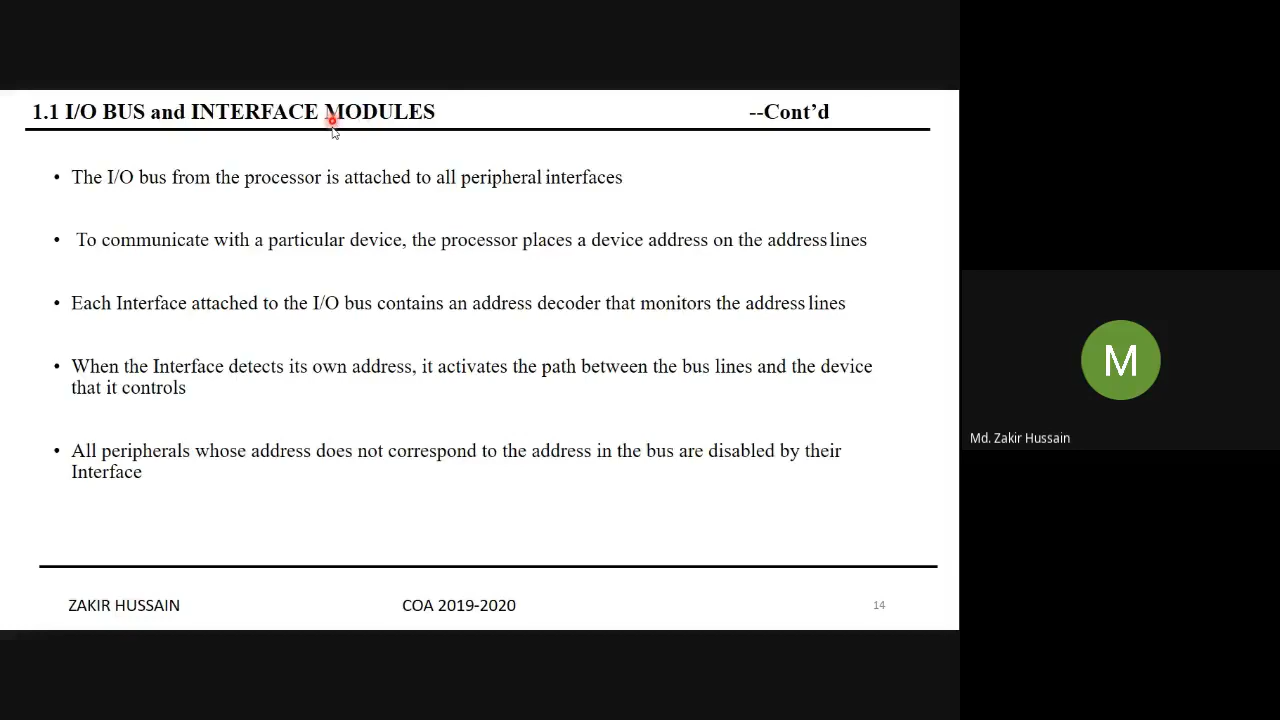 1.1 I/O BUS and INTERFACE MODULES --Cont’d
• The I/O bus from the processor is attached to all peripheral interfaces
• To communicate with a particular device, the processor places a device address on the address lines
• Each Interface attached to the I/O bus contains an address decoder that monitors the address lines
• When the Interface detects its own address, it activates the path between the bus lines and the device
that it controls
• All peripherals whose address does not correspond to the address in the bus are disabled by their
Interface
ZAKIR HUSSAIN COA 2019-2020 14
M
Md. Zakir Hussain